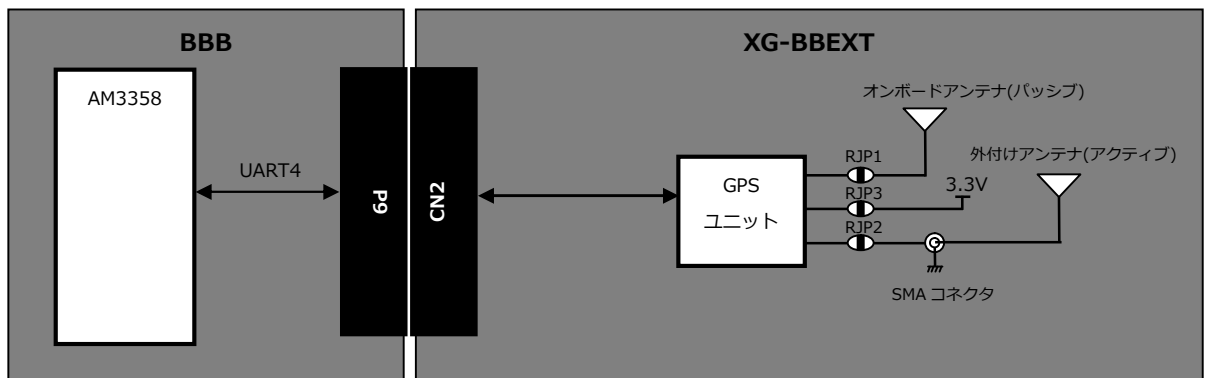 BBB
XG-BBEXT
AM3358
UART4
P9
CN2
GPS
ユニット
オンボードアンテナ(パッシブ)
RJP1
外付けアンテナ(アクティブ)
RJP3
3.3V
RJP2
SMA コネクタ